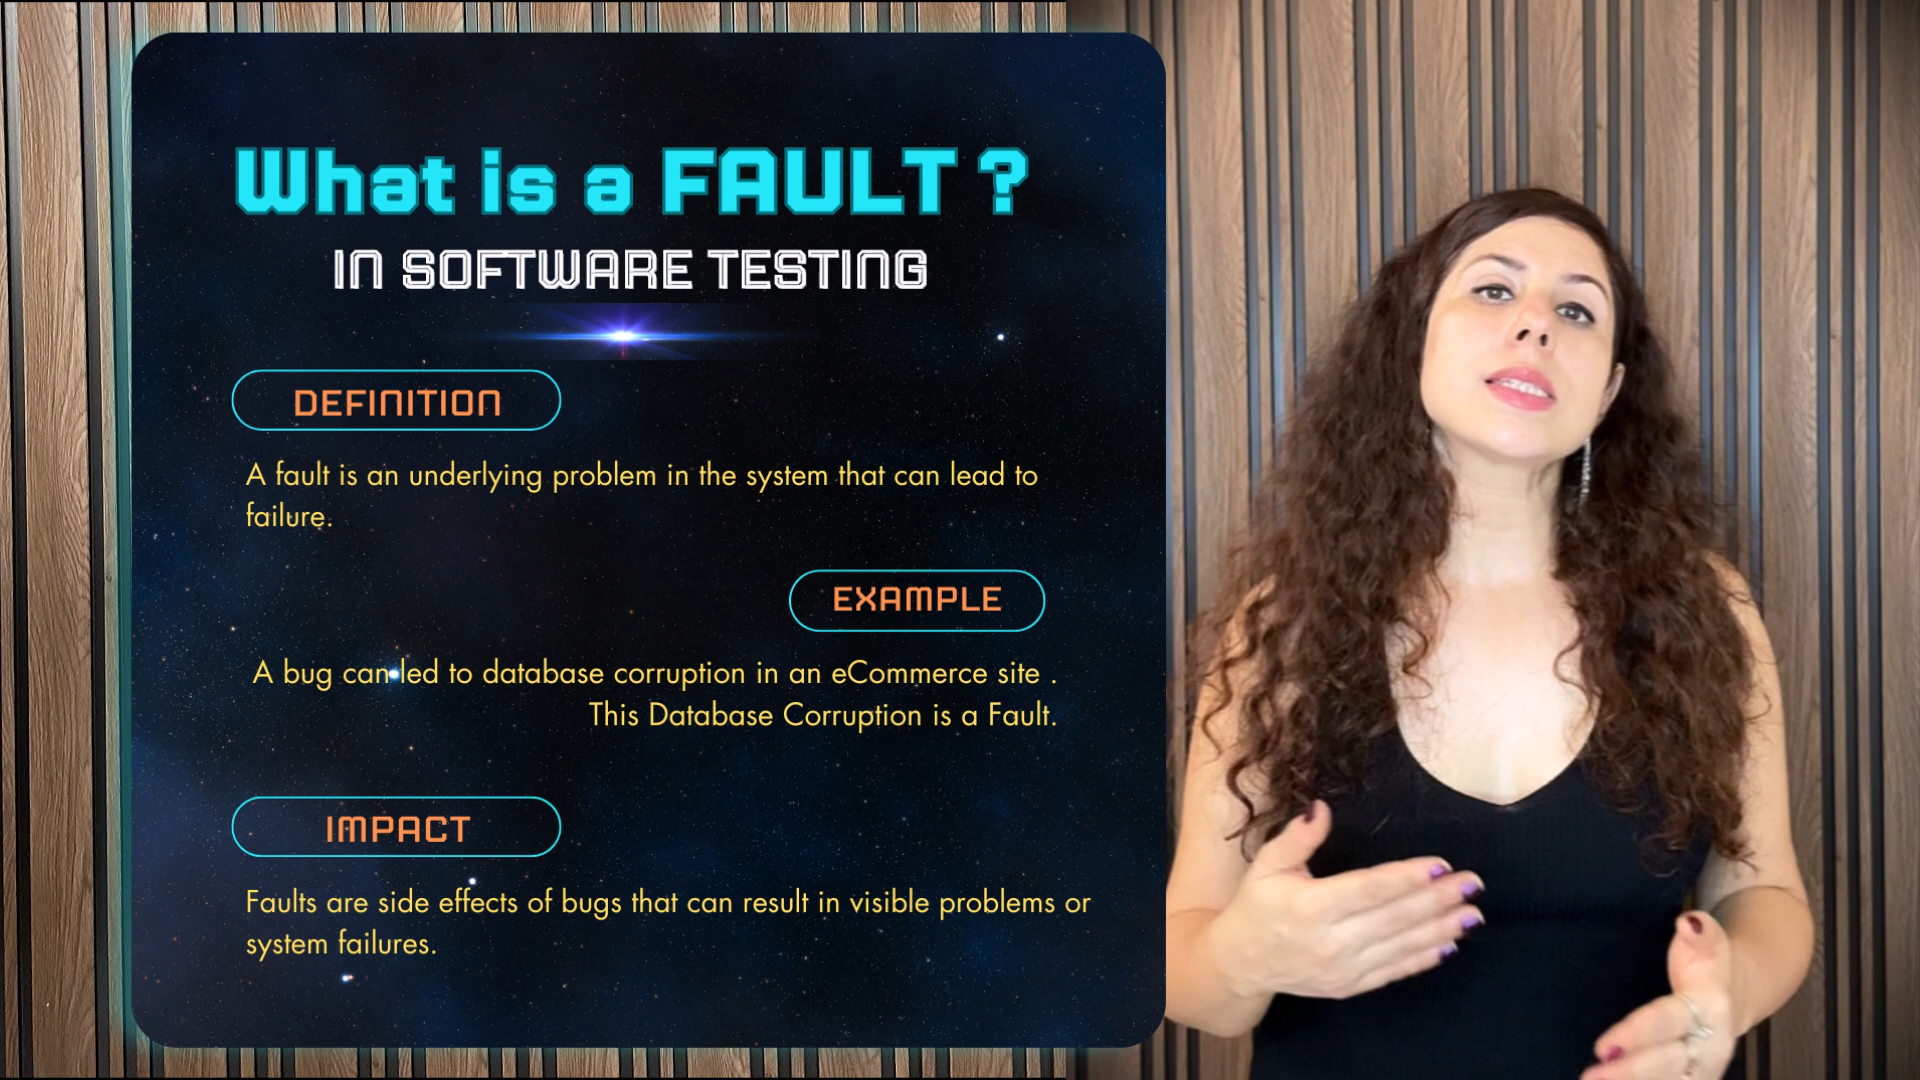 What is a FAULT ?
IN SOFTWARE TESTING
DEFINITION
A fault is an underlying problem in the system that can lead to
failure.
EXAMPLE
A bug can led to database corruption in an eCommerce site .
This Database Corruption is a Fault.
IMPACT
Faults are side effects of bugs that can result in visible problems or
system failures.